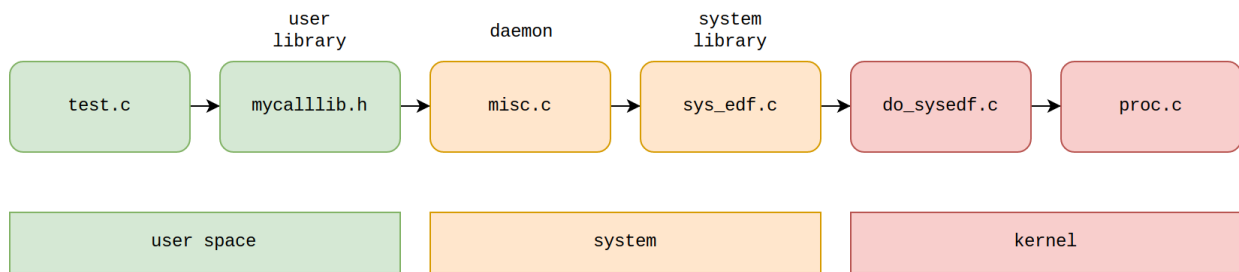 user
library
daemon
system
library
test.c
mycalllib.h
misc.c
sys_edf.c
do_sysedf.c
proc.c
user space
system
kernel